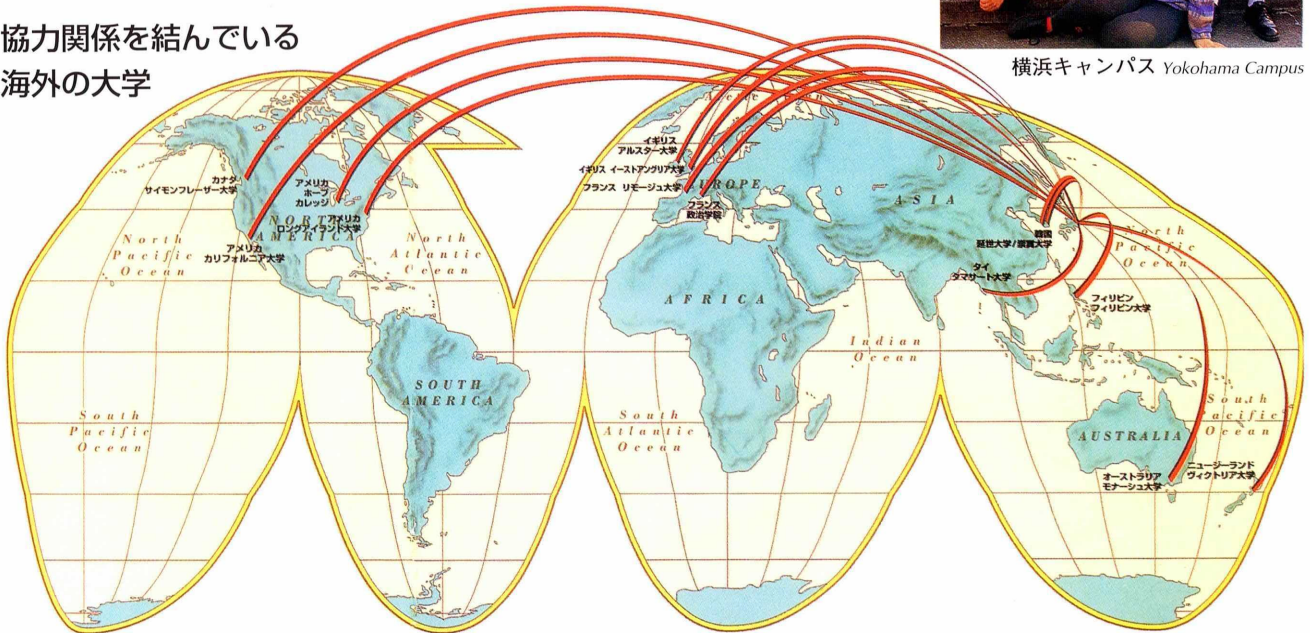 協力関係を結んでいる
海外の大学
横浜キャンパス Yokohama Campus
Arctic Ocean
カナダ
サイモンフレーザー大学
アメリカ
ホープ
カレッジ
アメリカ
ロングアイランド大学
アメリカ
カリフォルニア大学
NORTH
AMERICA
North
Pacific
Ocean
North
Atlantic
Ocean
イギリス
アルスター大学
イギリス イーストアングリア大学
フランス リモージュ大学
フランス
政治学院
EUROPE
ASIA
韓国
延世大学/崇實大学
タイ
タマサート大学
フィリピン
フィリピン大学
North
Pacific
Ocean
AFRICA
Indian
Ocean
SOUTH
AMERICA
South
Pacific
Ocean
South
Atlantic
Ocean
AUSTRALIA
South
Pacific
Ocean
オーストラリア
モナーシュ大学
ニュージーランド
ヴィクトリア大学